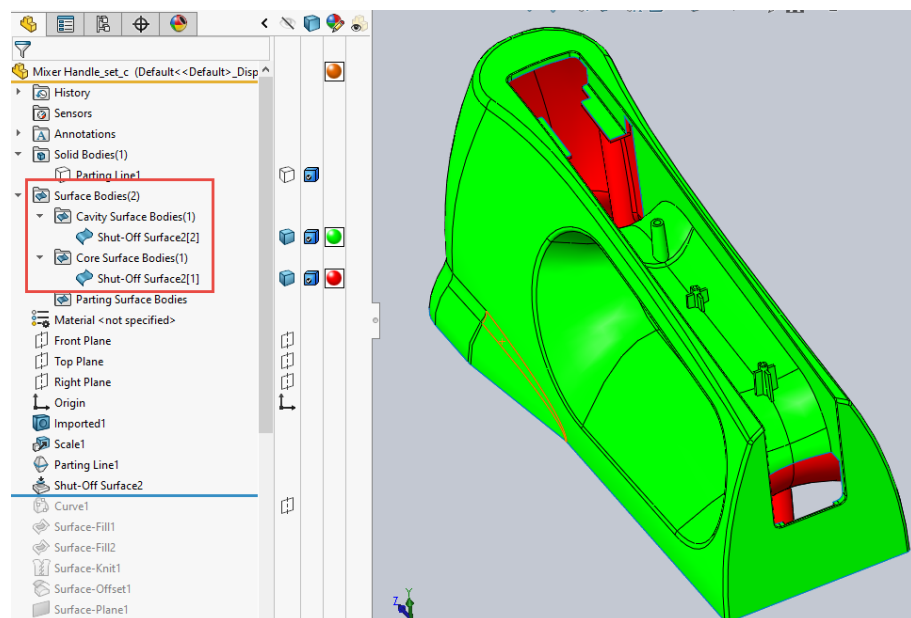 Mixer Handle_set_c (Default<<Default>_Disp
History
Sensors
Annotations
Solid Bodies(1)
Parting Line1
Surface Bodies(2)
Cavity Surface Bodies(1)
Shut-Off Surface2[2]
Core Surface Bodies(1)
Shut-Off Surface2[1]
Parting Surface Bodies
Material <not specified>
Front Plane
Top Plane
Right Plane
Origin
Imported1
Scale1
Parting Line1
Shut-Off Surface2
Curve1
Surface-Fill1
Surface-Fill2
Surface-Knit1
Surface-Offset1
Surface-Plane1
Y
Z